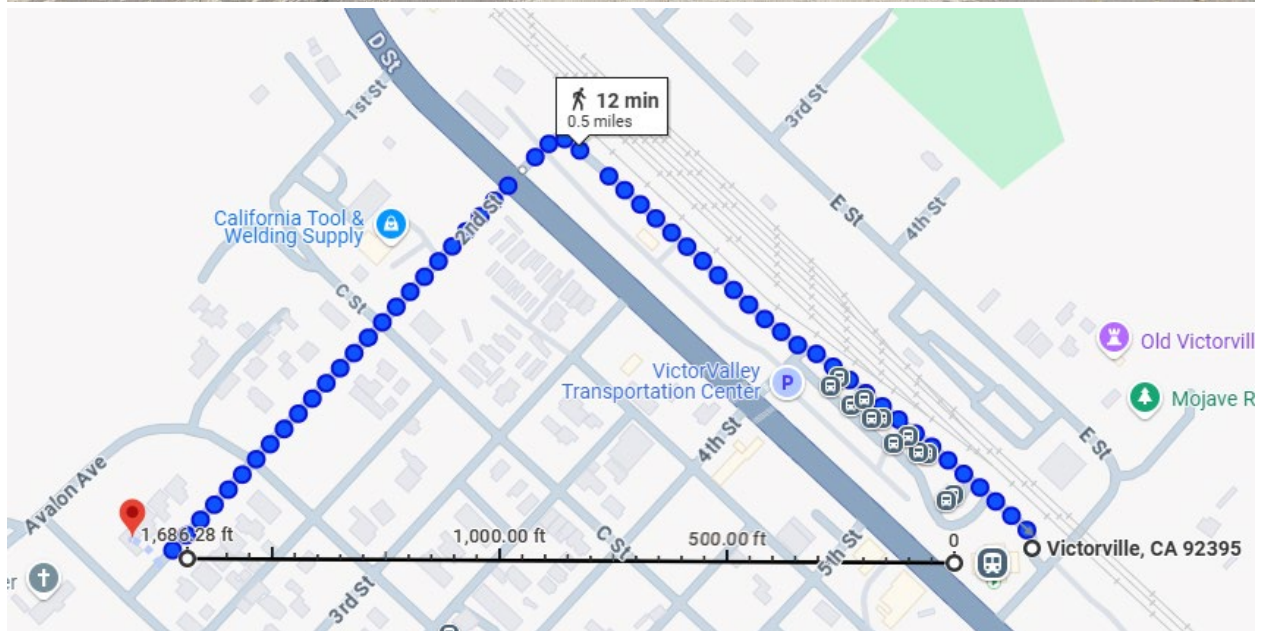 D St
1st St
12 min
0.5 miles
3rd St
E St
4th St
California Tool &
Welding Supply
2nd St
C St
VictorValley
Transportation Center
P
Old Victorvill
Mojave R
4th St
E St
Avalon Ave
1,686.28 ft
1,000.00 ft
C St
500.00 ft
5th St
0
Victorville, CA 92395
er
3rd St